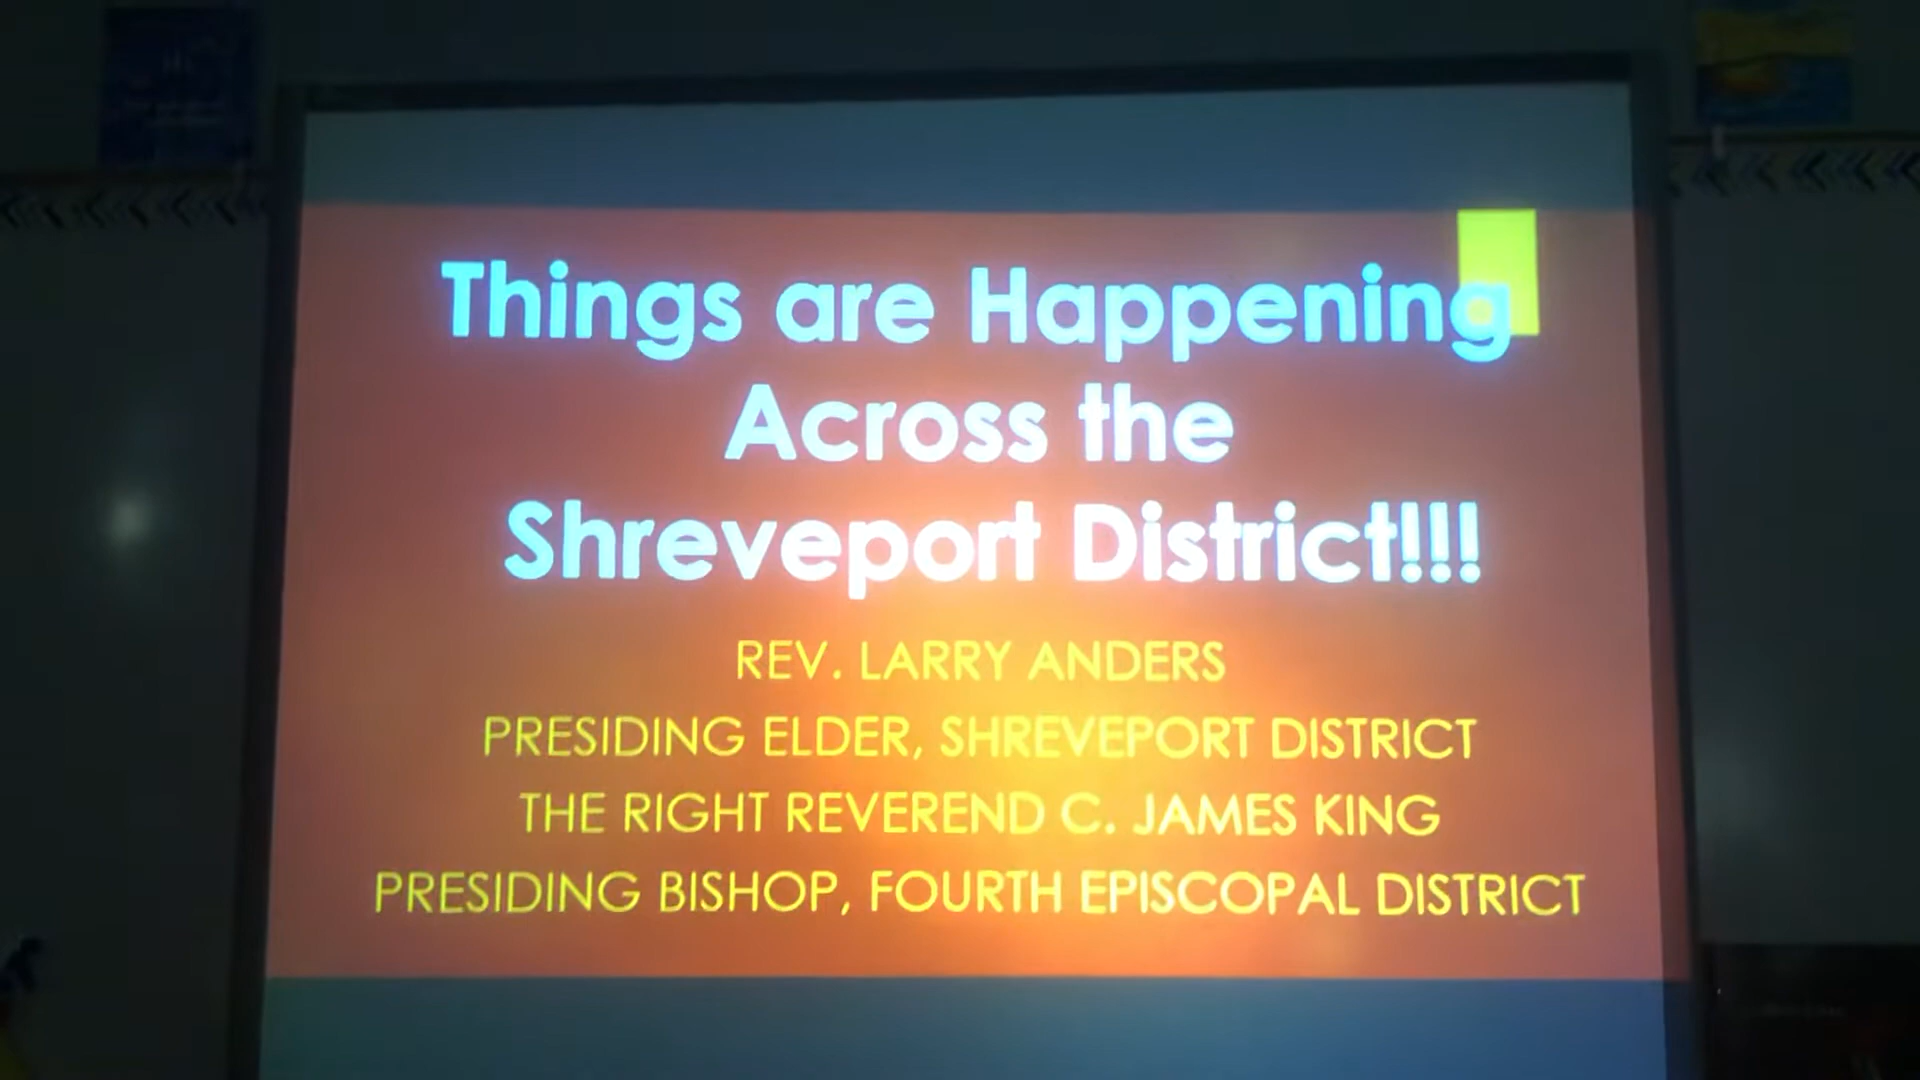 Things are Happening
Across the
Shreveport District!!!
REV. LARRY ANDERS
PRESIDING ELDER, SHREVEPORT DISTRICT
THE RIGHT REVEREND C. JAMES KING
PRESIDING BISHOP, FOURTH EPISCOPAL DISTRICT